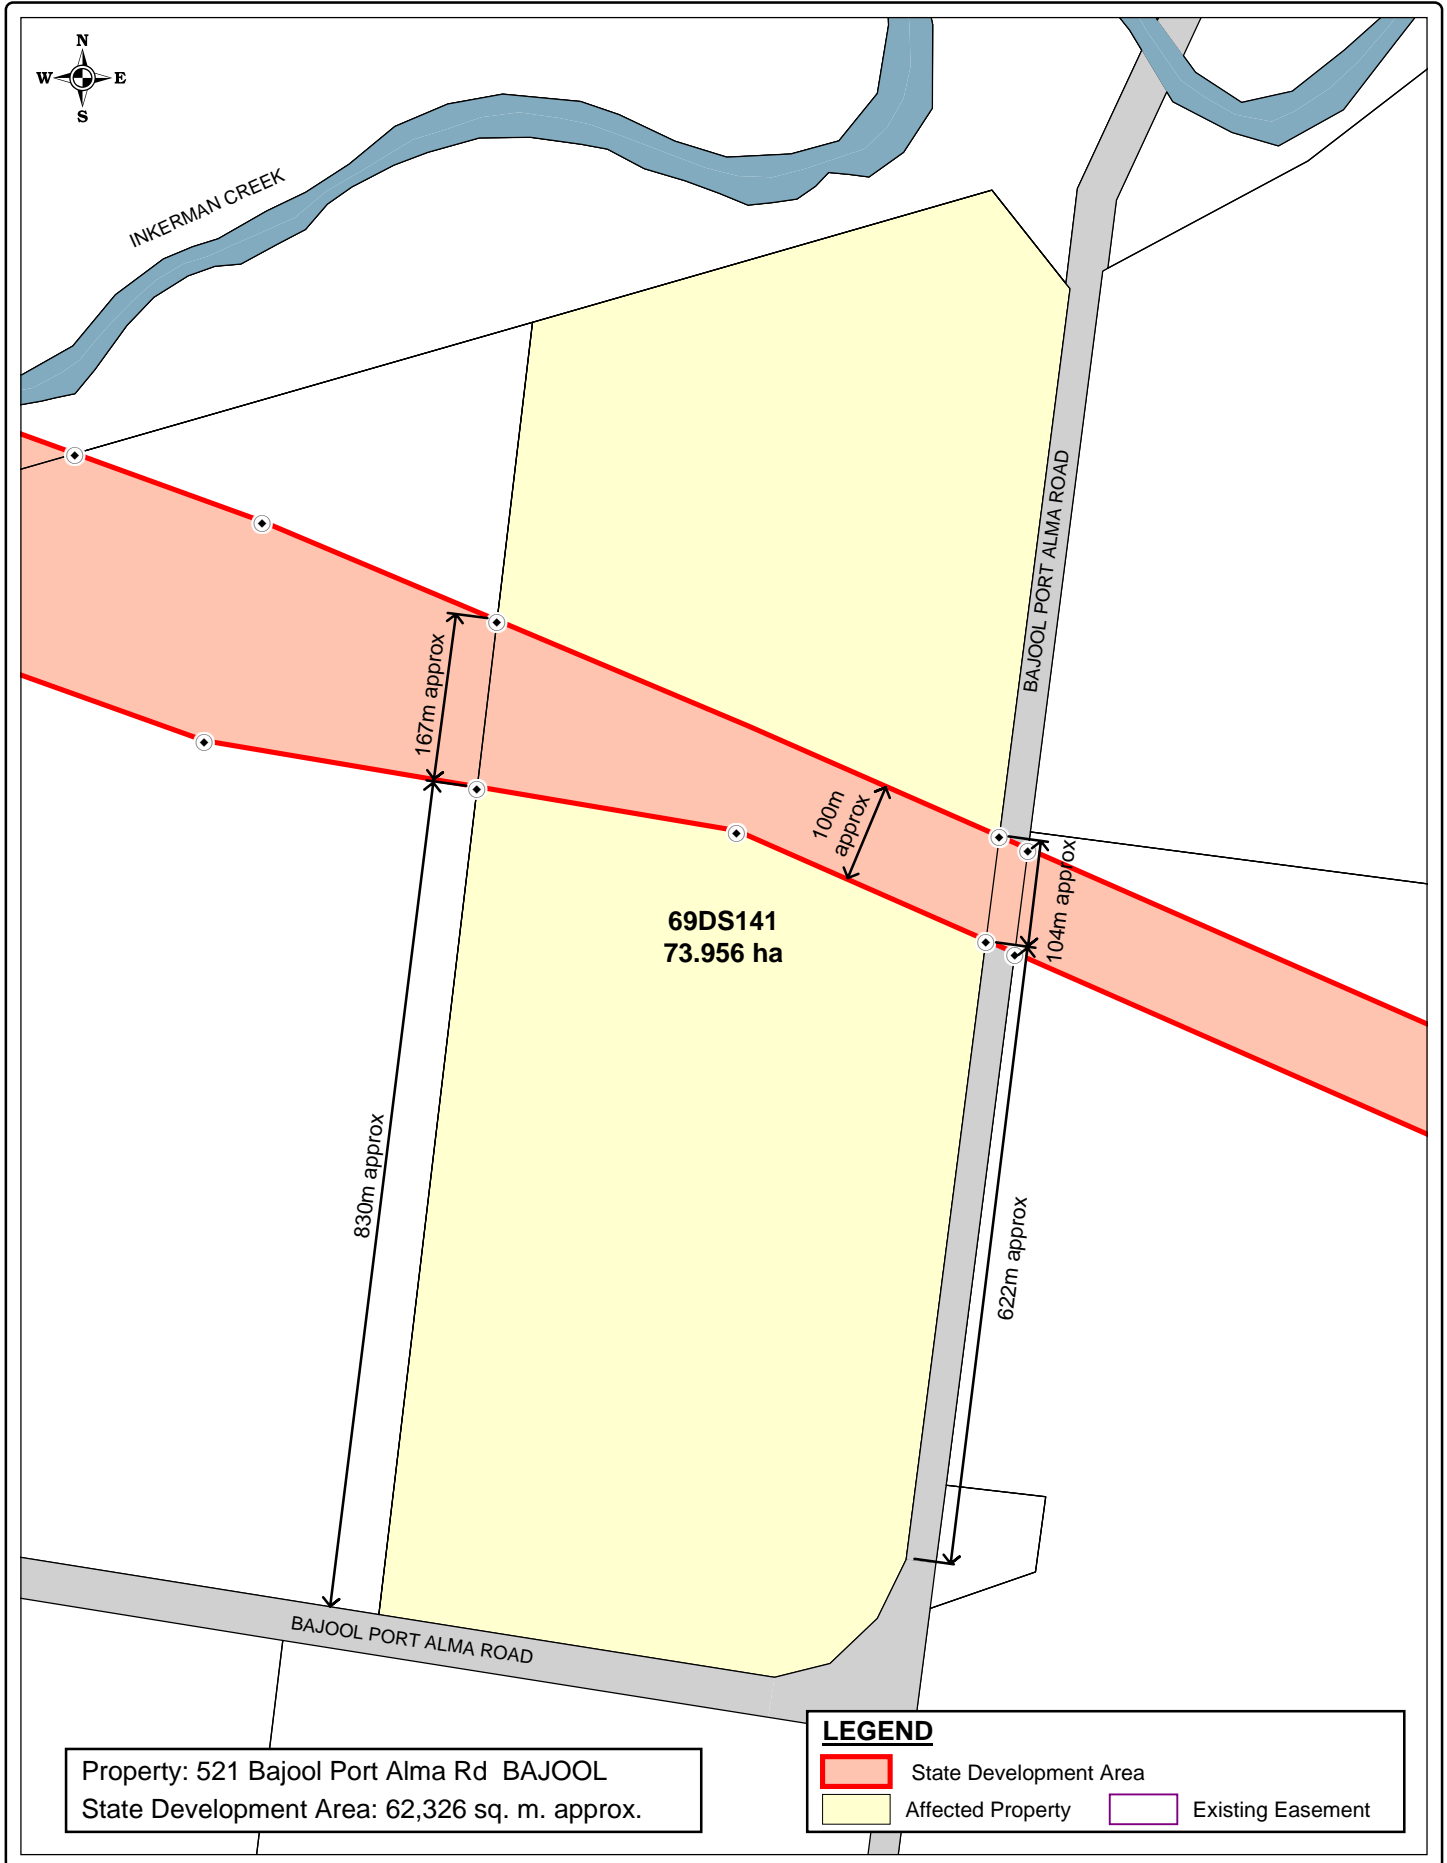 N
W E
S
INKERMAN CREEK
BAJOOL PORT ALMA ROAD
167m approx
100m
approx
104m approx
69DS141
73.956 ha
830m approx
622m approx
BAJOOL PORT ALMA ROAD
LEGEND
State Development Area
Affected Property Existing Easement
Property: 521 Bajool Port Alma Rd BAJOOL
State Development Area: 62,326 sq. m. approx.